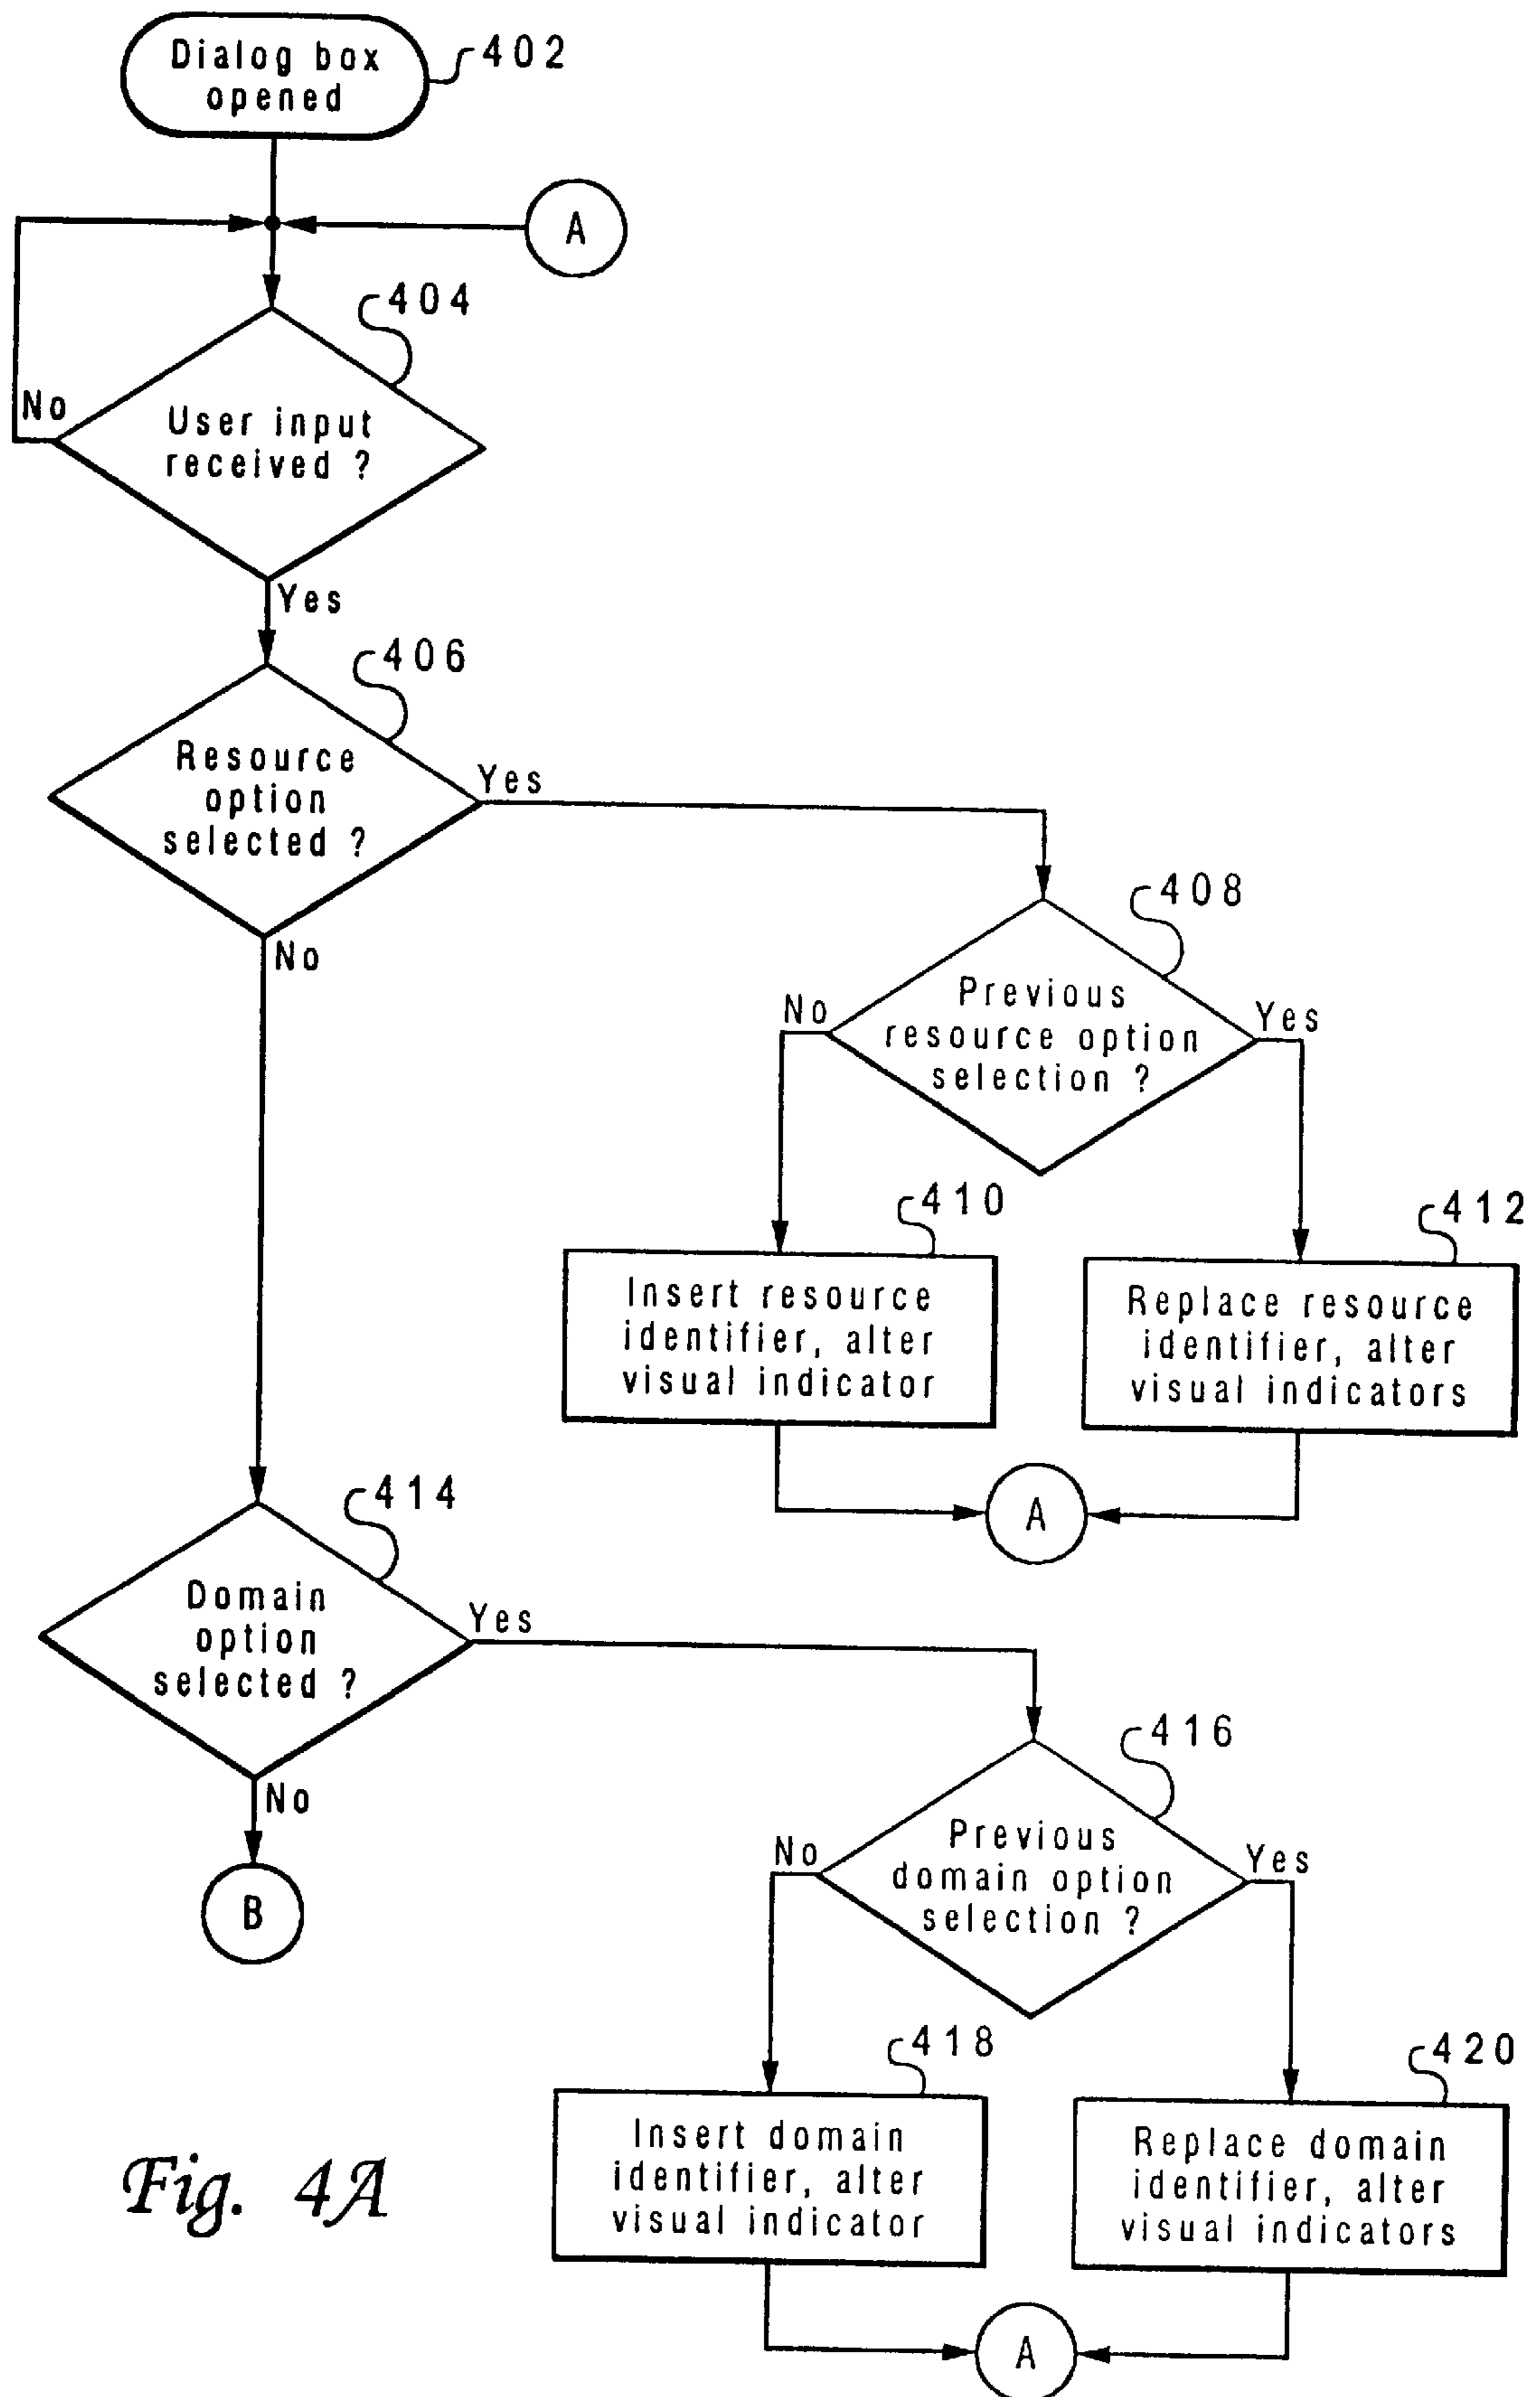 Dialog box
opened
402
A
404
No
User input
received ?
Yes
406
Resource
option
selected ?
Yes
No
408
Previous
resource option
selection ?
No
Yes
410
Insert resource
identifier, alter
visual indicator
412
Replace resource
identifier, alter
visual indicators
A
414
Domain
option
selected ?
Yes
No
B
416
Previous
domain option
selection ?
No
Yes
418
Insert domain
identifier, alter
visual indicator
420
Replace domain
identifier, alter
visual indicators
A
Fig. 4A